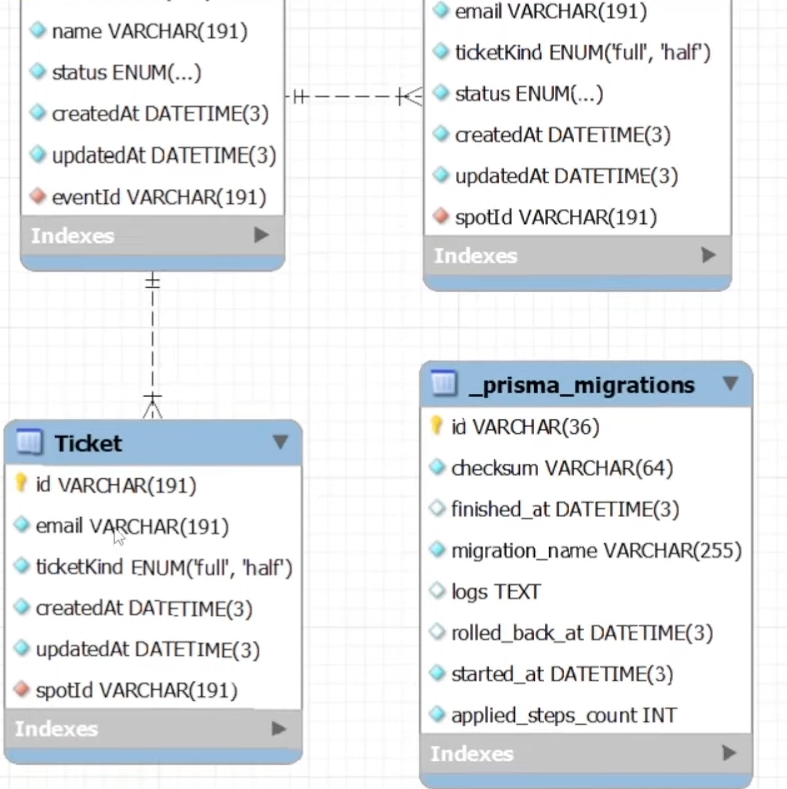 name VARCHAR(191)
status ENUM(...)
createdAt DATETIME(3)
updatedAt DATETIME(3)
eventId VARCHAR(191)
Indexes
email VARCHAR(191)
ticketKind ENUM('full', 'half')
status ENUM(...)
createdAt DATETIME(3)
updatedAt DATETIME(3)
spotId VARCHAR(191)
Indexes
Ticket
id VARCHAR(191)
email VARCHAR(191)
ticketKind ENUM('full', 'half')
createdAt DATETIME(3)
updatedAt DATETIME(3)
spotId VARCHAR(191)
Indexes
_prisma_migrations
id VARCHAR(36)
checksum VARCHAR(64)
finished_at DATETIME(3)
migration_name VARCHAR(255)
logs TEXT
rolled_back_at DATETIME(3)
started_at DATETIME(3)
applied_steps_count INT
Indexes